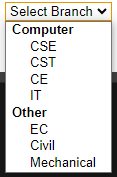 Select Branch
Computer
CSE
CST
CE
IT
Other
EC
Civil
Mechanical